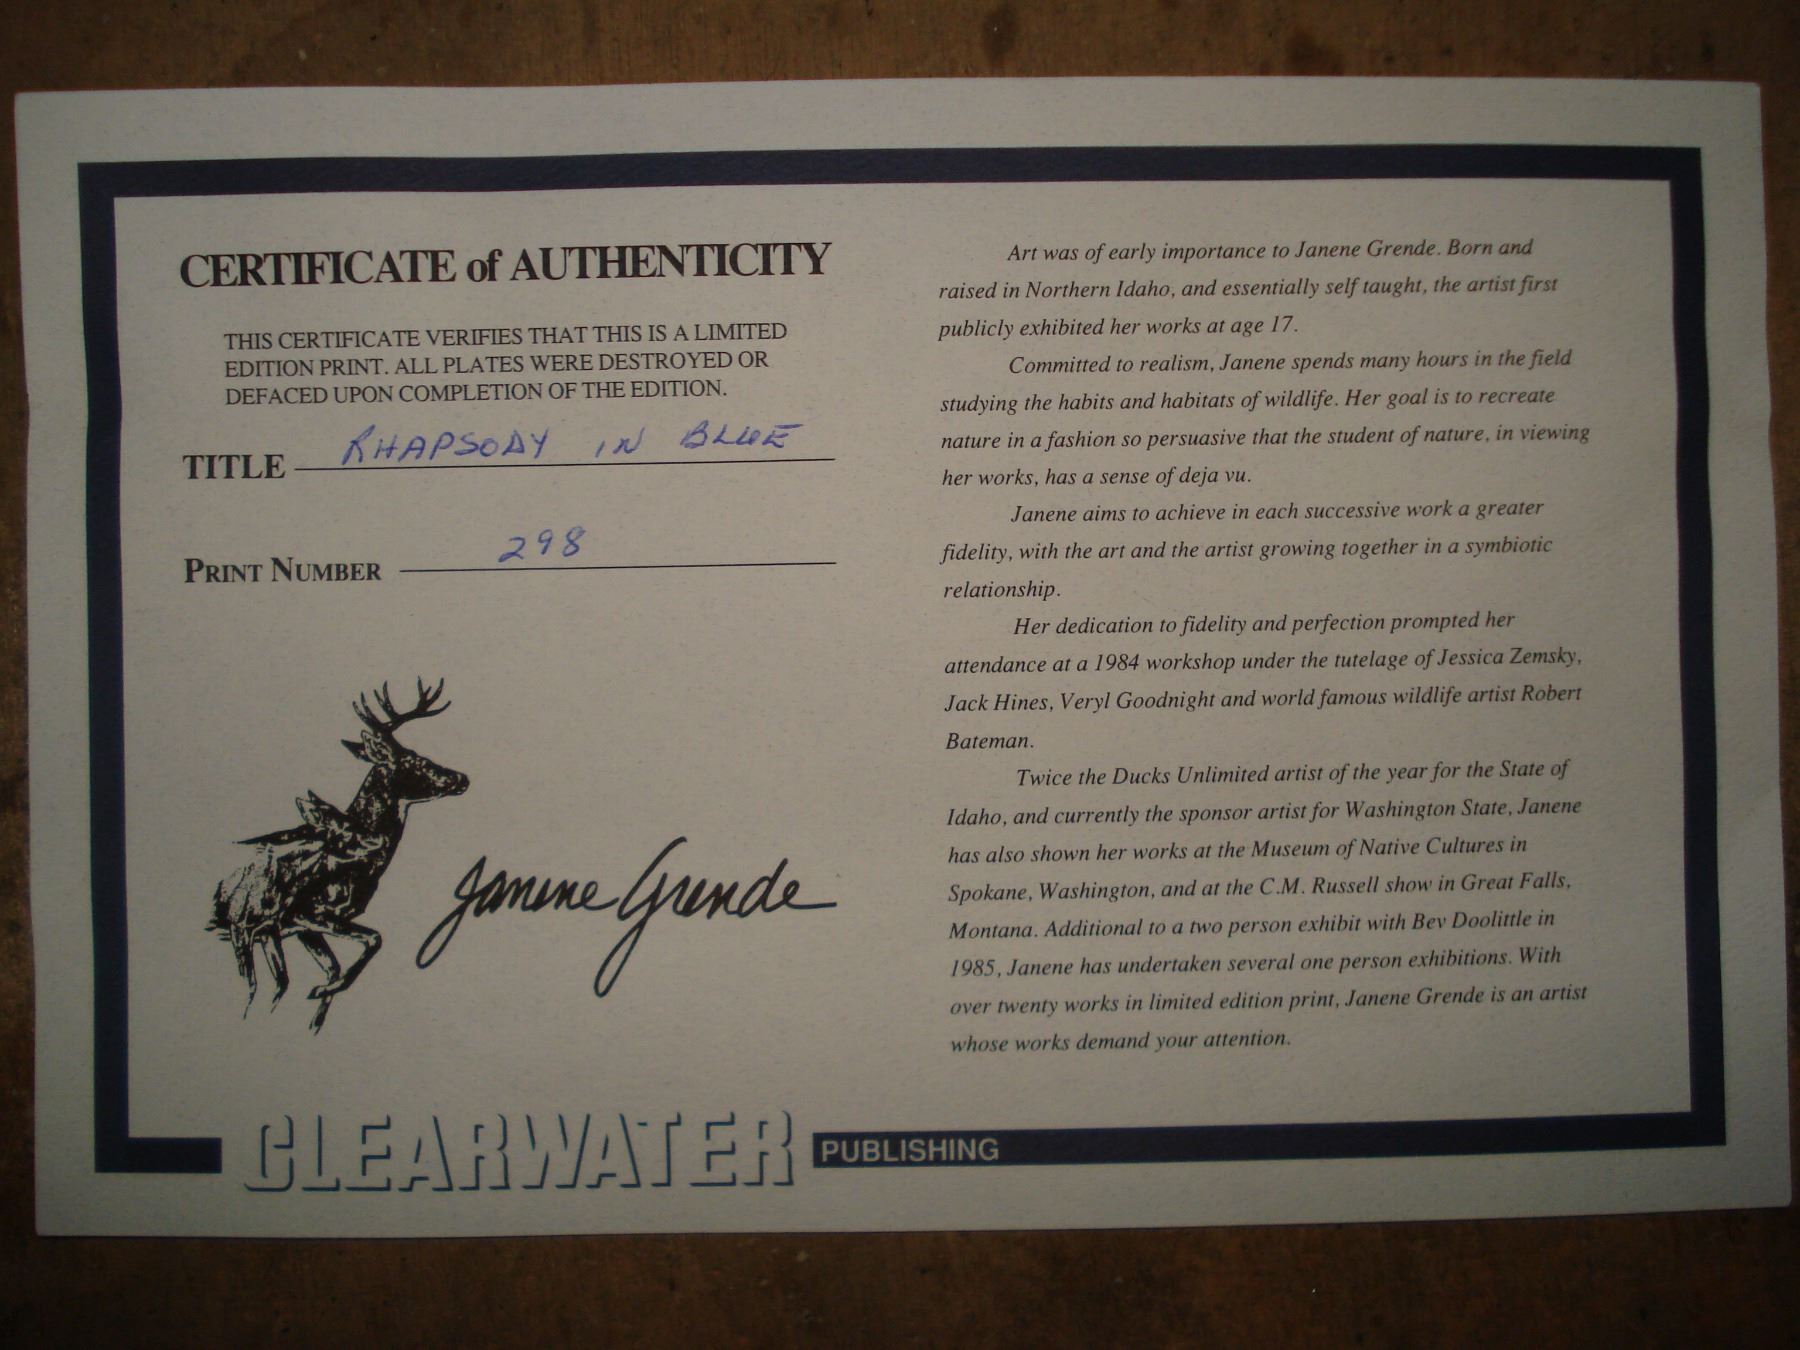 CERTIFICATE of AUTHENTICITY
THIS CERTIFICATE VERIFIES THAT THIS IS A LIMITED
EDITION PRINT. ALL PLATES WERE DESTROYED OR
DEFACED UPON COMPLETION OF THE EDITION.
TITLE RHAPSODY IN BLUE
PRINT NUMBER 298
Janene Grende
Art was of early importance to Janene Grende. Born and
raised in Northern Idaho, and essentially self taught, the artist first
publicly exhibited her works at age 17.
Committed to realism, Janene spends many hours in the field
studying the habits and habitats of wildlife. Her goal is to recreate
nature in a fashion so persuasive that the student of nature, in viewing
her works, has a sense of deja vu.
Janene aims to achieve in each successive work a greater
fidelity, with the art and the artist growing together in a symbiotic
relationship.
Her dedication to fidelity and perfection prompted her
attendance at a 1984 workshop under the tutelage of Jessica Zemsky,
Jack Hines, Veryl Goodnight and world famous wildlife artist Robert
Bateman.
Twice the Ducks Unlimited artist of the year for the State of
Idaho, and currently the sponsor artist for Washington State, Janene
has also shown her works at the Museum of Native Cultures in
Spokane, Washington, and at the C.M. Russell show in Great Falls,
Montana. Additional to a two person exhibit with Bev Doolittle in
1985, Janene has undertaken several one person exhibitions. With
over twenty works in limited edition print, Janene Grende is an artist
whose works demand your attention.
CLEARWATER PUBLISHING